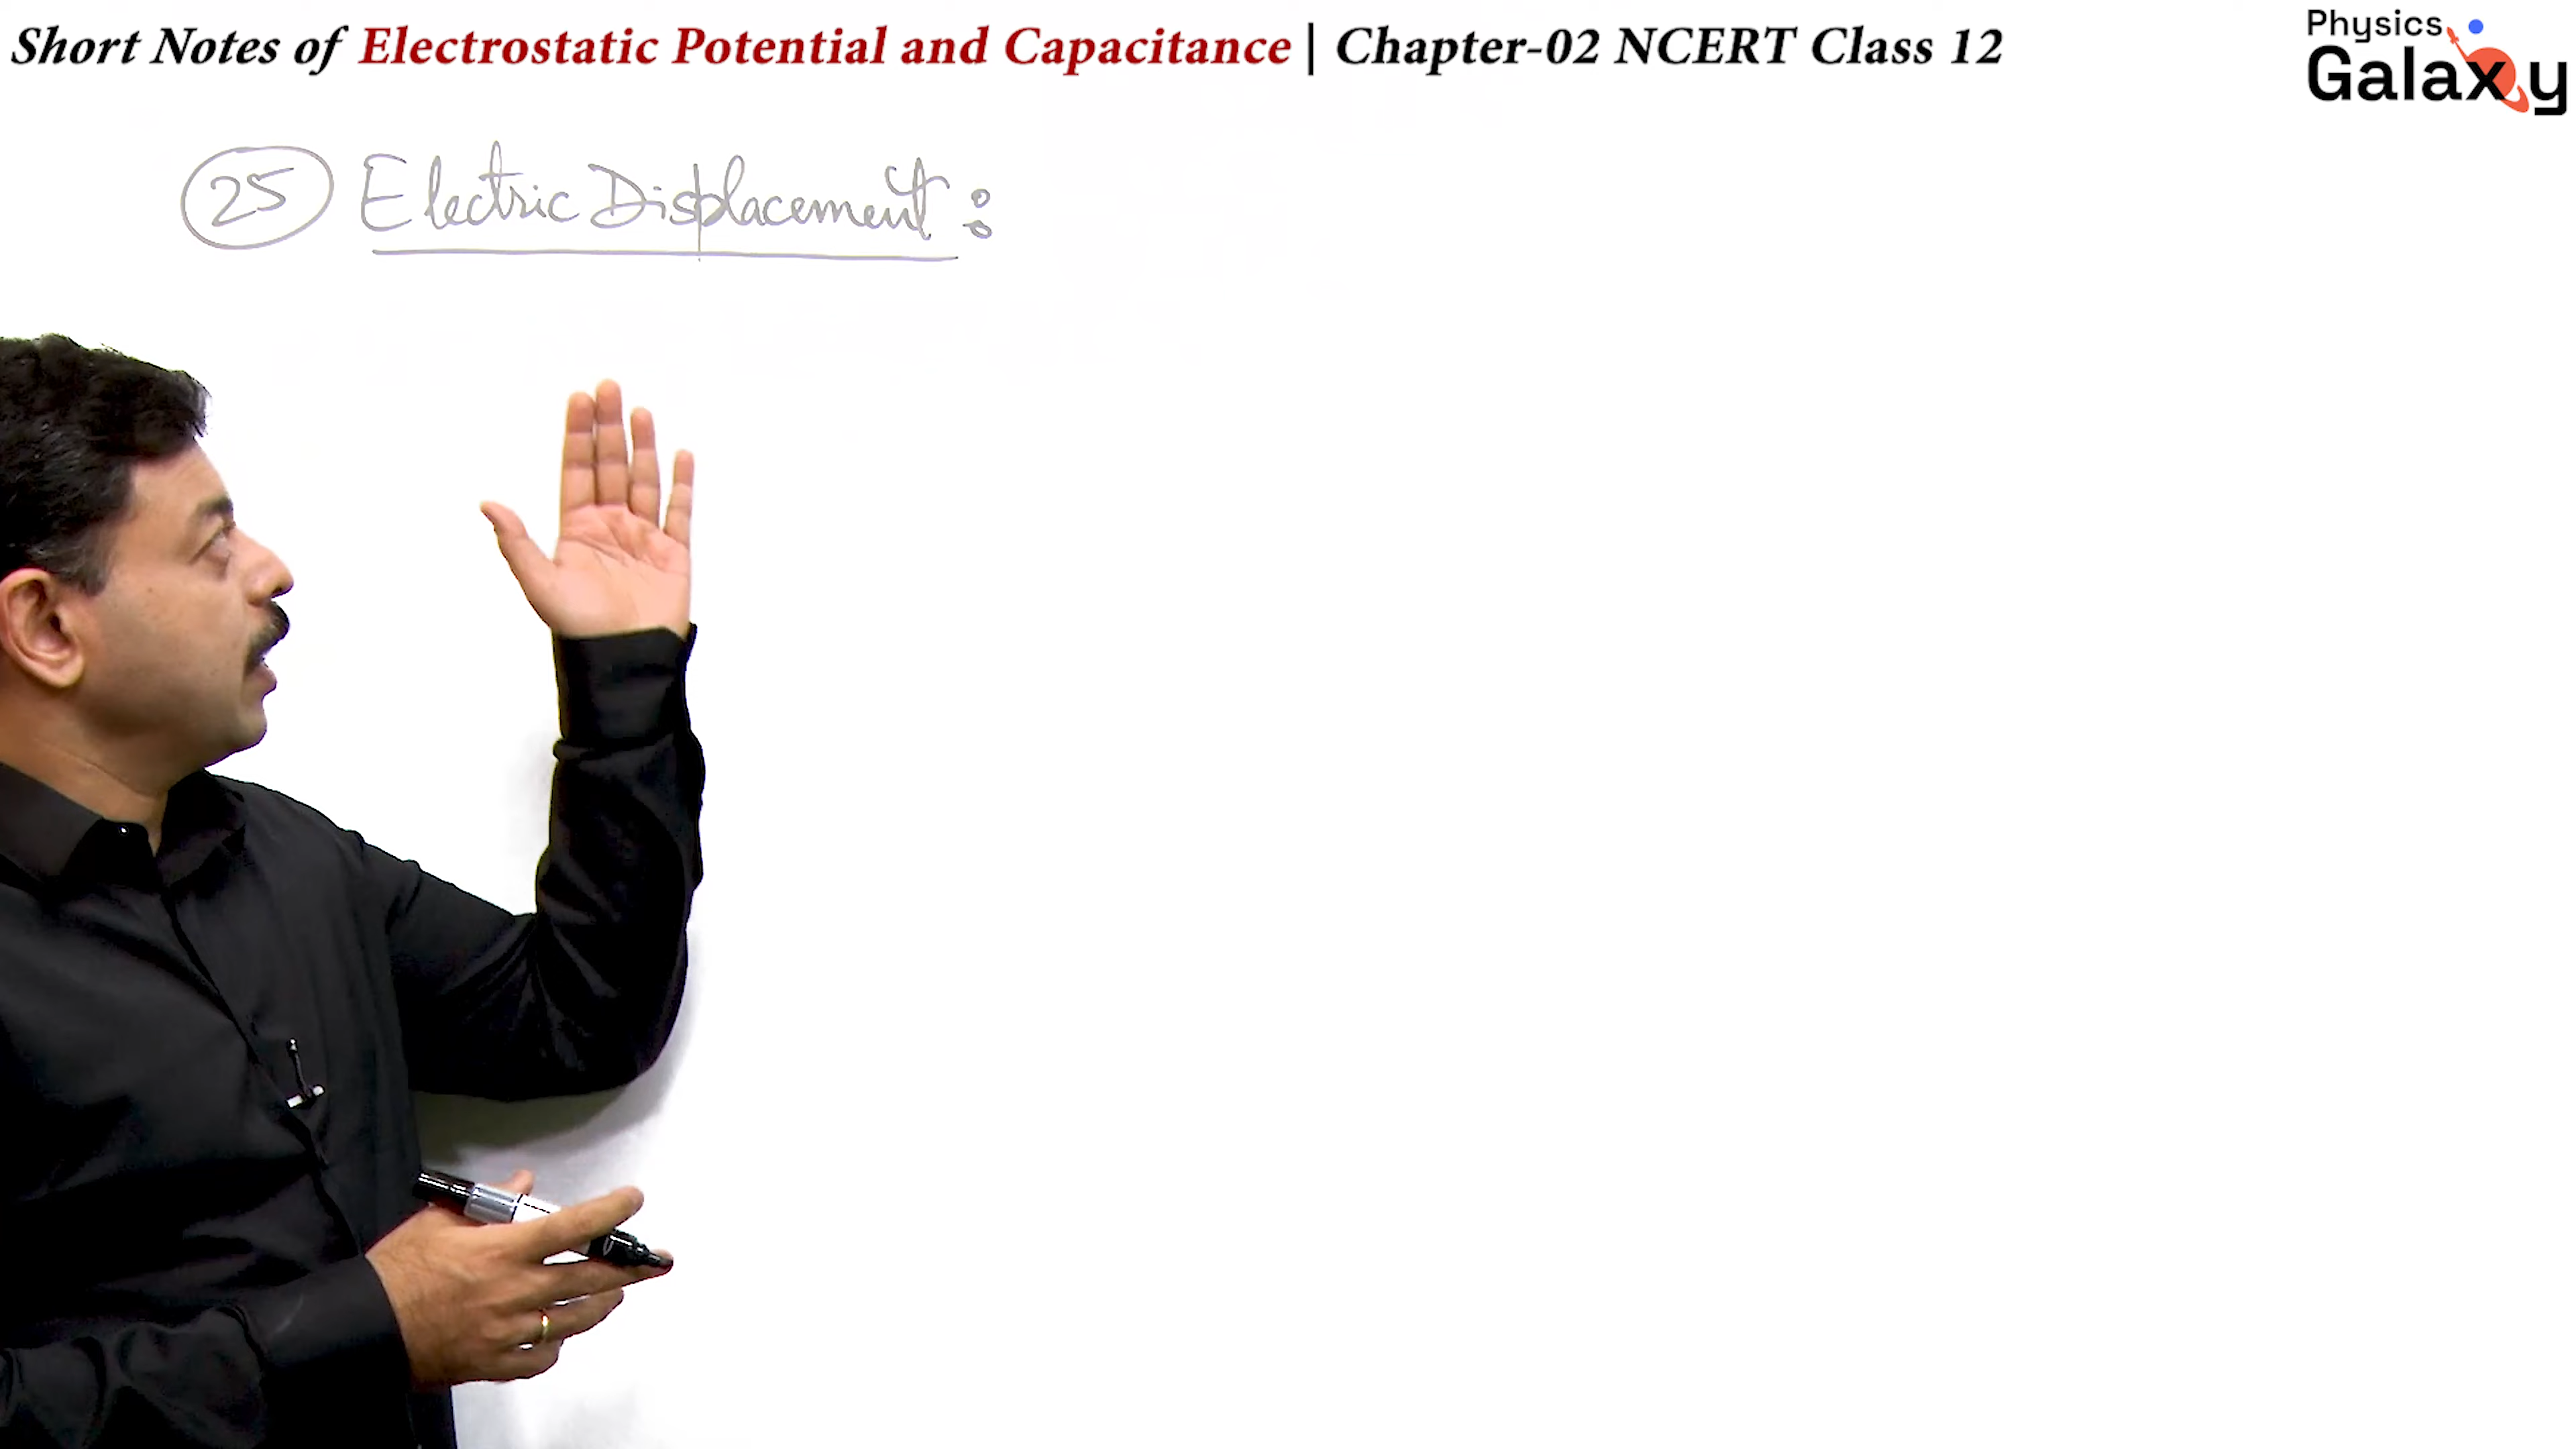 Short Notes of Electrostatic Potential and Capacitance | Chapter-02 NCERT Class 12
Physics
Galaxy
25 Electric Displacement :